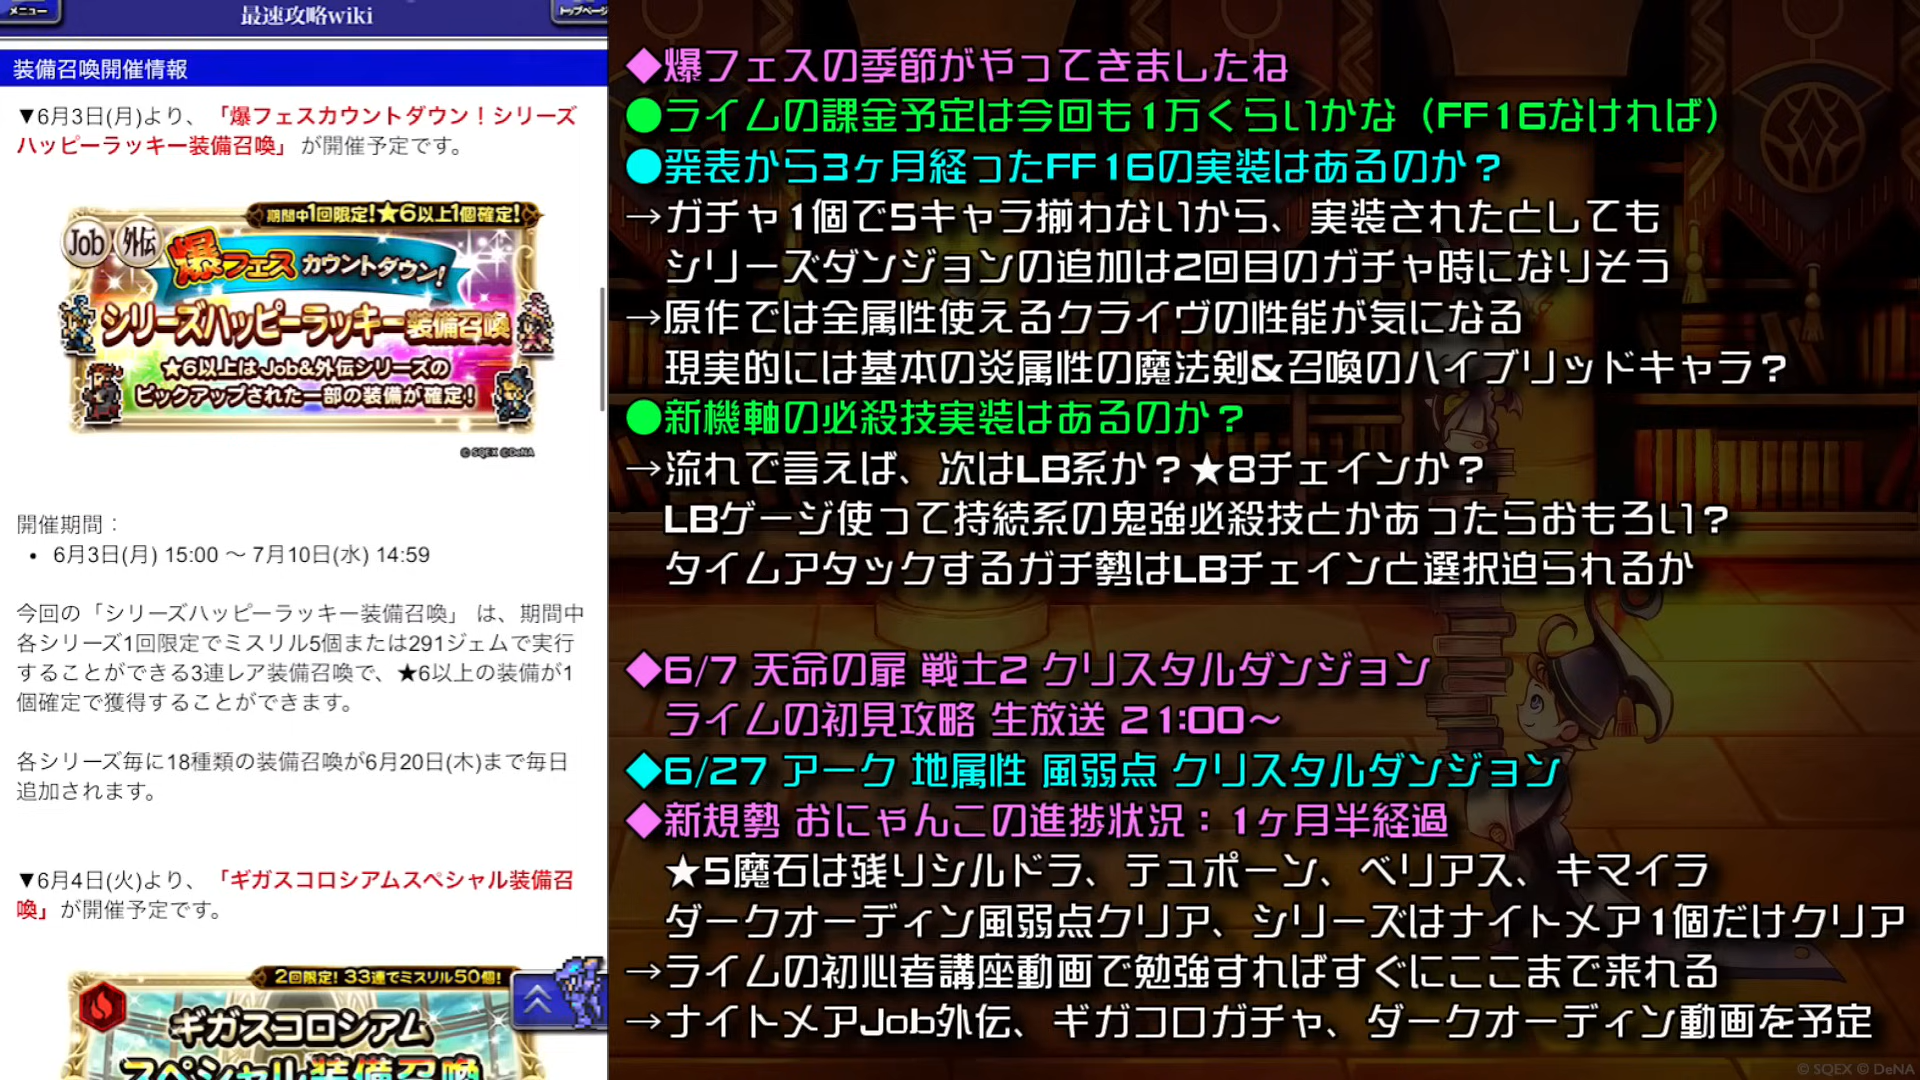 メニュー
最速攻略wiki
トップページ
装備召喚開催情報
▼6月3日(月)より、「爆フェスカウントダウン！シリーズ
ハッピーラッキー装備召喚」 が開催予定です。
期間中1回限定!★6以上1個確定!
Job 外伝
爆フェス カウントダウン!
シリーズハッピーラッキー装備召喚
★6以上はJob&外伝シリーズの
ピックアップされた一部の装備が確定!
© SQEX ©DeNA
開催期間：
• 6月3日(月) 15:00 〜 7月10日(水) 14:59
今回の「シリーズハッピーラッキー装備召喚」 は、期間中
各シリーズ1回限定でミスリル5個または291ジェムで実行
することができる3連レア装備召喚で、★6以上の装備が1
個確定で獲得することができます。
各シリーズ毎に18種類の装備召喚が6月20日(木)まで毎日
追加されます。
▼6月4日(火)より、「ギガスコロシアムスペシャル装備召
喚」が開催予定です。
2回限定! 33連でミスリル50個!
ギガスコロシアム
スペシャル装備召喚
◆爆フェスの季節がやってきましたね
●ライムの課金予定は今回も1万くらいかな（FF16なければ）
●発表から3ヶ月経ったFF16の実装はあるのか？
→ガチャ1個で5キャラ揃わないから、実装されたとしても
シリーズダンジョンの追加は2回目のガチャ時になりそう
→原作では全属性使えるクライヴの性能が気になる
現実的には基本の炎属性の魔法剣&召喚のハイブリッドキャラ？
●新機軸の必殺技実装はあるのか？
→流れで言えば、次はLB系か？★8チェインか？
LBゲージ使って持続系の鬼強必殺技とかあったらおもろい？
タイムアタックするガチ勢はLBチェインと選択迫られるか
◆6/7 天命の扉 戦士2 クリスタルダンジョン
ライムの初見攻略 生放送 21:00〜
◆6/27 アーク 地属性 風弱点 クリスタルダンジョン
◆新規勢 おにゃんこの進捗状況：1ヶ月半経過
★5魔石は残りシルドラ、テュポーン、ベリアス、キマイラ
ダークオーディン風弱点クリア、シリーズはナイトメア1個だけクリア
→ライムの初心者講座動画で勉強すればすぐにここまで来れる
→ナイトメアJob外伝、ギガコロガチャ、ダークオーディン動画を予定
© SQEX © DeNA